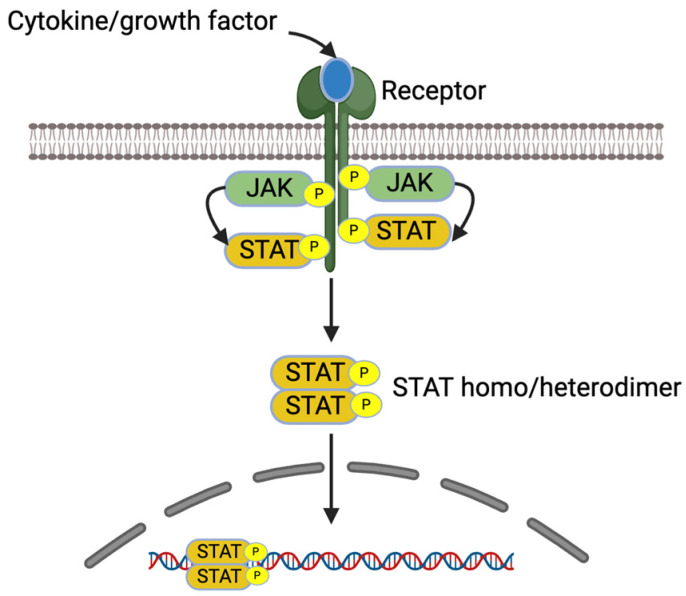 Cytokine/growth factor
Receptor
JAK P
P JAK
STAT P
P STAT
STAT P
STAT P
STAT homo/heterodimer
STAT P
STAT P